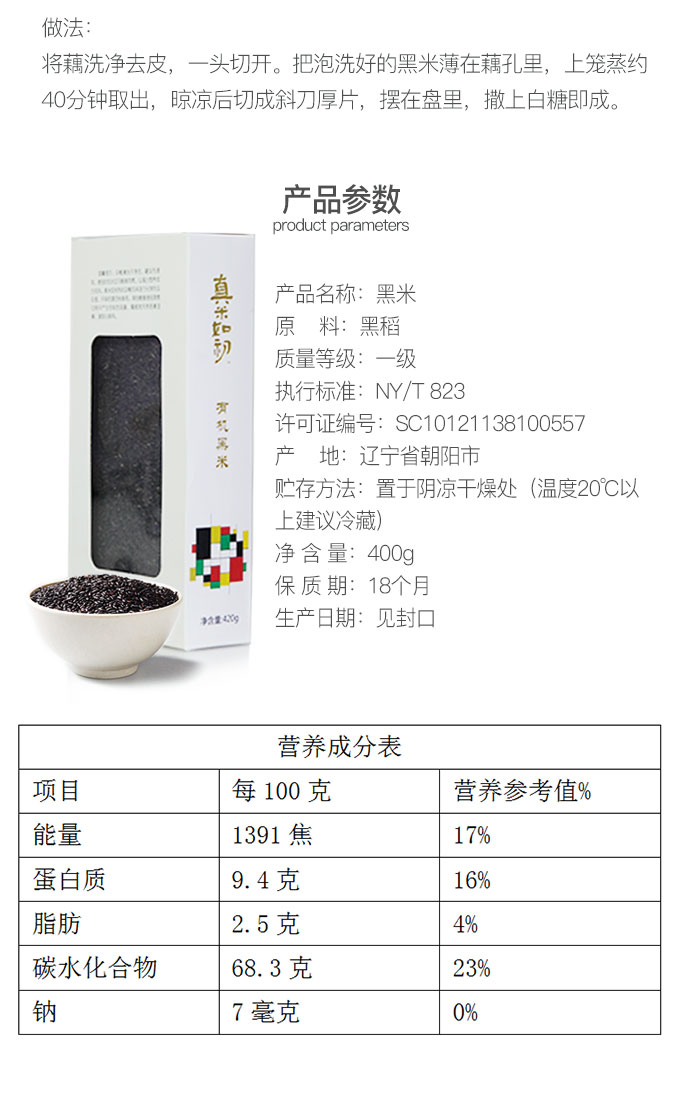 做法：
将藕洗净去皮，一头切开。把泡洗好的黑米薄在藕孔里，上笼蒸约
40分钟取出，晾凉后切成斜刀厚片，摆在盘里，撒上白糖即成。
产品参数
product parameters
真米如初
有机黑米
净含量:420g
产品名称：黑米
原 料：黑稻
质量等级：一级
执行标准：NY/T 823
许可证编号：SC10121138100557
产 地：辽宁省朝阳市
贮存方法：置于阴凉干燥处（温度20℃以
上建议冷藏）
净 含 量：400g
保 质 期：18个月
生产日期：见封口
营养成分表
项目 每 100 克 营养参考值%
能量 1391 焦 17%
蛋白质 9.4 克 16%
脂肪 2.5 克 4%
碳水化合物 68.3 克 23%
钠 7 毫克 0%